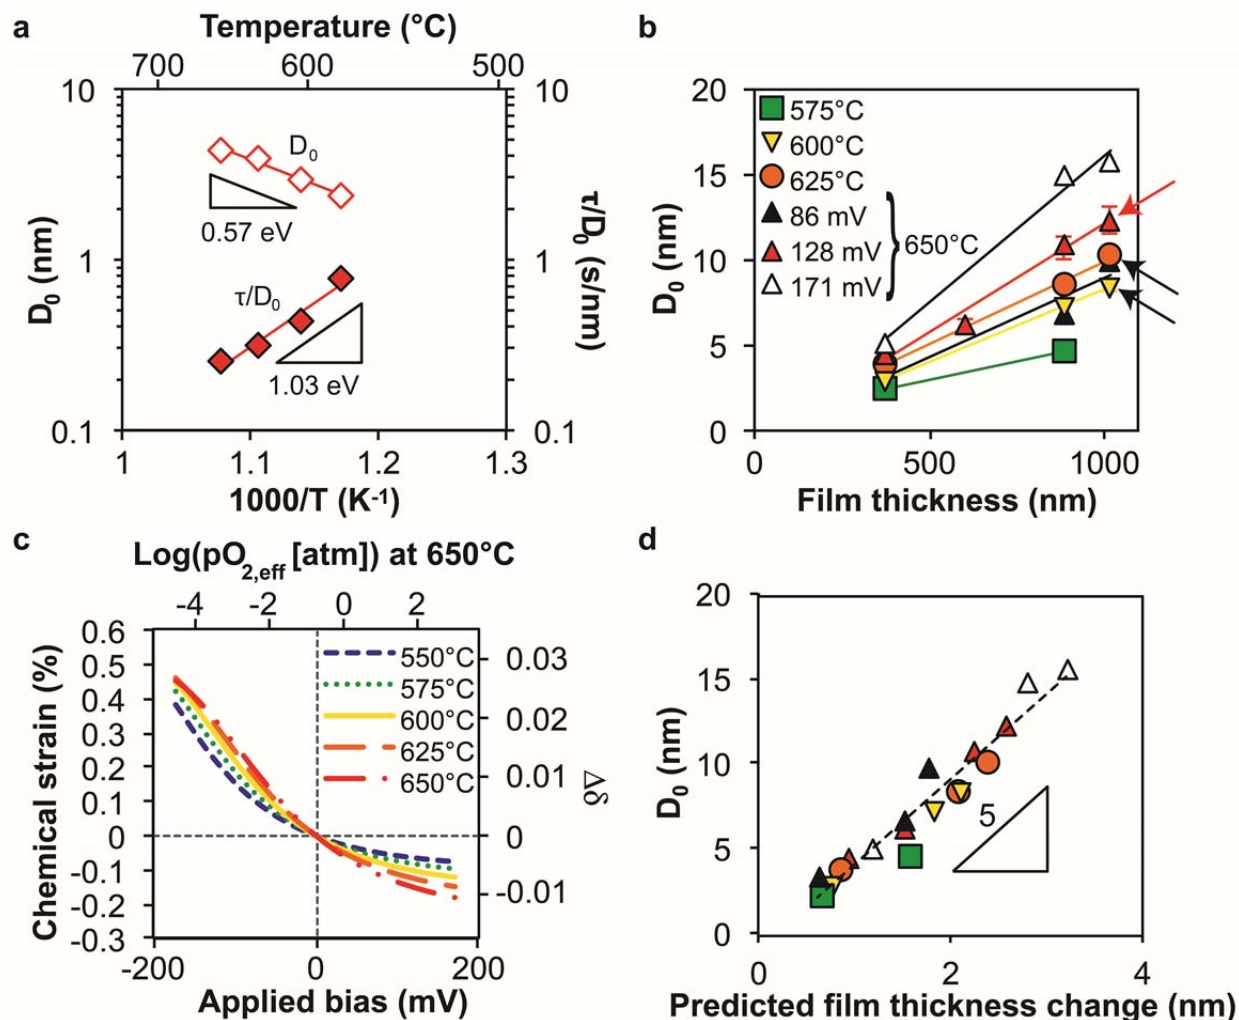 a
Temperature (°C)
700 600 500
10 10
D₀
0.57 eV
D₀ (nm)
1 1
τ/D₀ (s/nm)
τ/D₀
1.03 eV
0.1 0.1
1 1.1 1.2 1.3
1000/T (K⁻¹)
b
20
575°C
600°C
15
625°C
86 mV
128 mV
650°C
171 mV
D₀ (nm)
10
5
0
0 500 1000
Film thickness (nm)
c
Log(pO₂,eff [atm]) at 650°C
-4 -2 0 2
0.6
0.5
0.4
0.3
0.2
0.1
0
-0.1
-0.2
-0.3
Chemical strain (%)
550°C
575°C
600°C
625°C
650°C
0.03
0.02
0.01
0
-0.01
Δδ
-200 0 200
Applied bias (mV)
d
20
15
10
5
0
D₀ (nm)
5
0 2 4
Predicted film thickness change (nm)